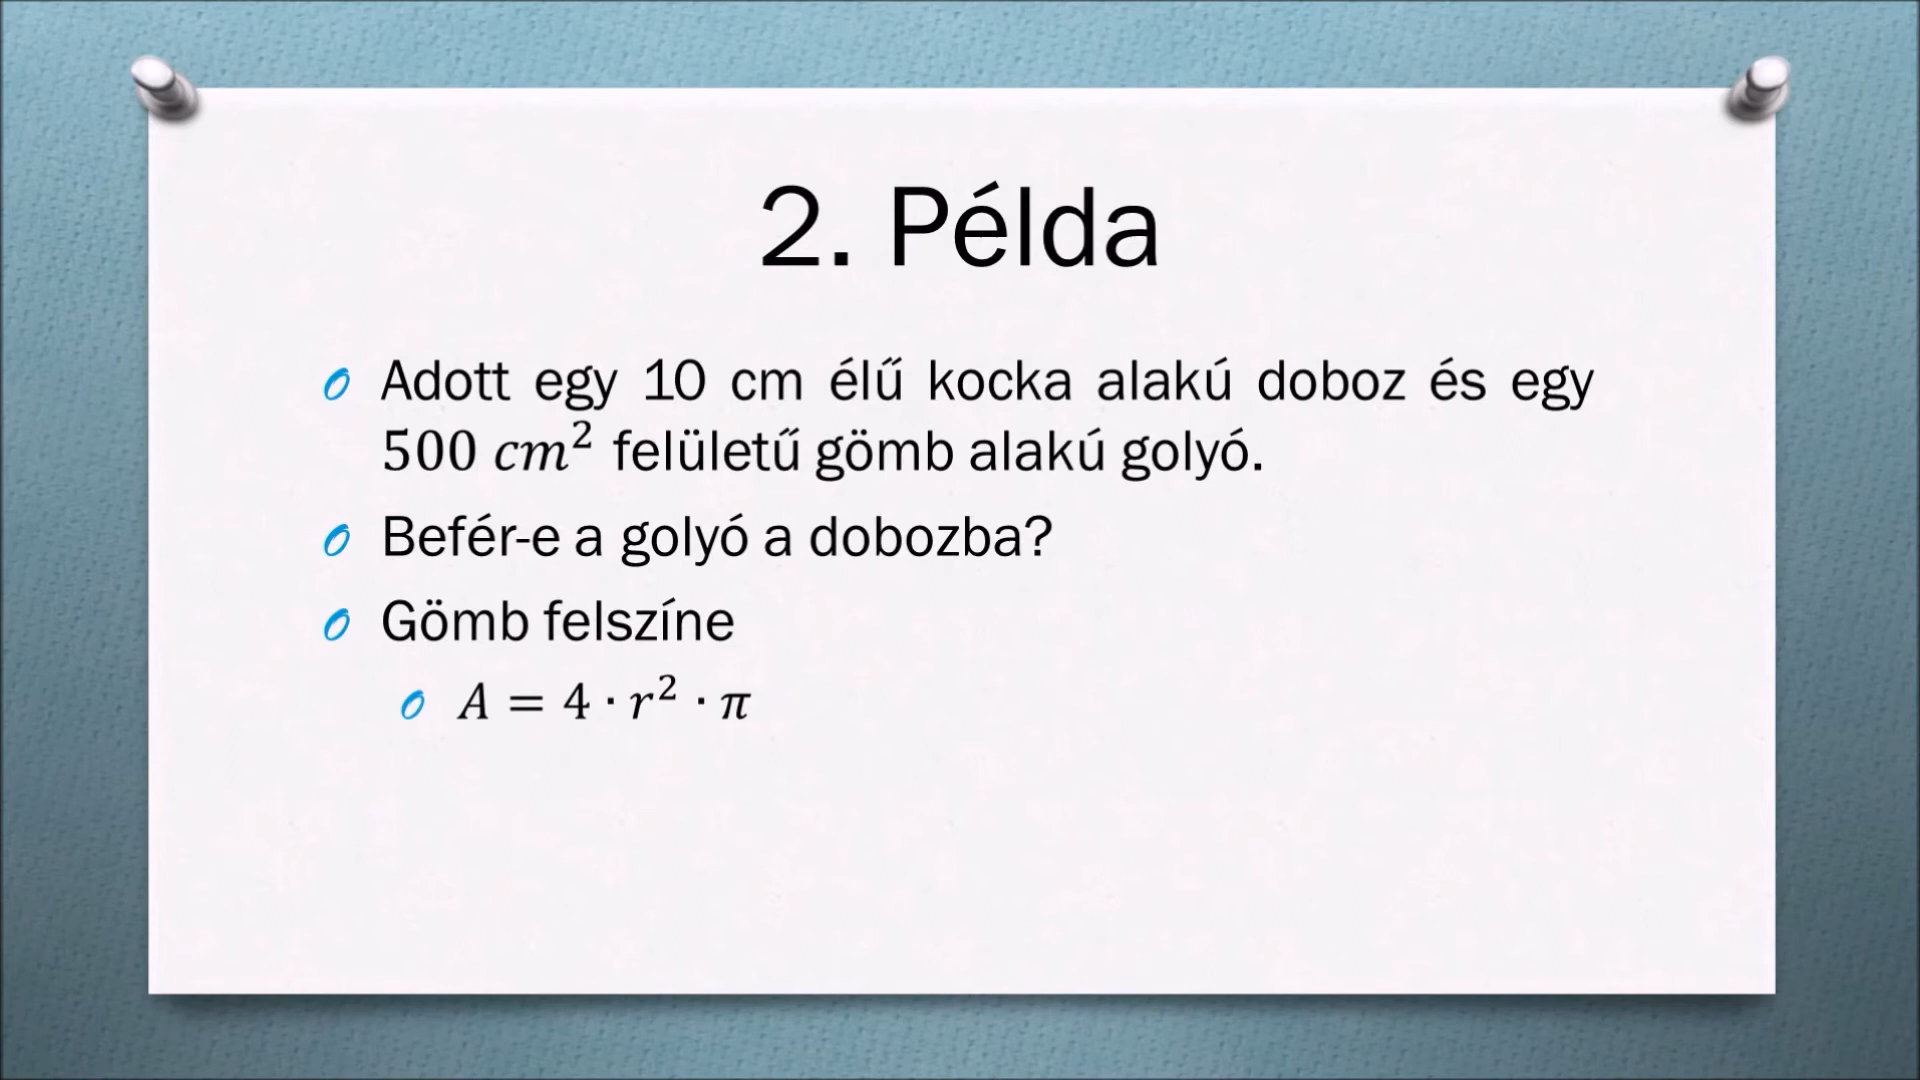 2. Példa
Adott egy 10 cm élű kocka alakú doboz és egy
500 cm² felületű gömb alakú golyó.
Befér-e a golyó a dobozba?
Gömb felszíne
A = 4 · r² · π